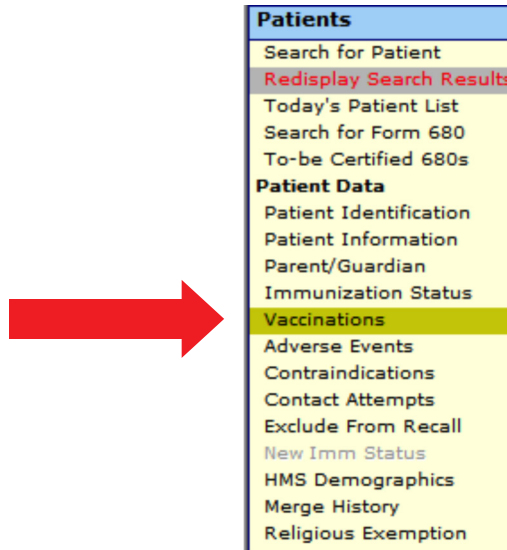 Patients
Search for Patient
Redisplay Search Results
Today's Patient List
Search for Form 680
To-be Certified 680s
Patient Data
Patient Identification
Patient Information
Parent/Guardian
Immunization Status
Vaccinations
Adverse Events
Contraindications
Contact Attempts
Exclude From Recall
New Imm Status
HMS Demographics
Merge History
Religious Exemption